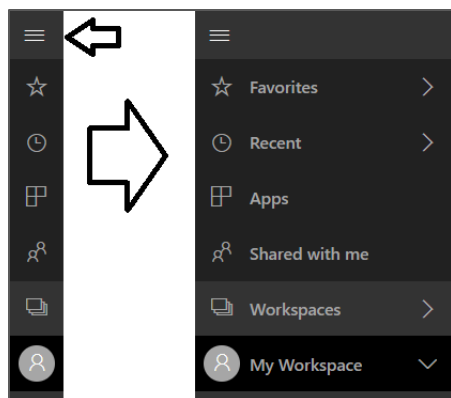 Favorites
Recent
Apps
Shared with me
Workspaces
My Workspace